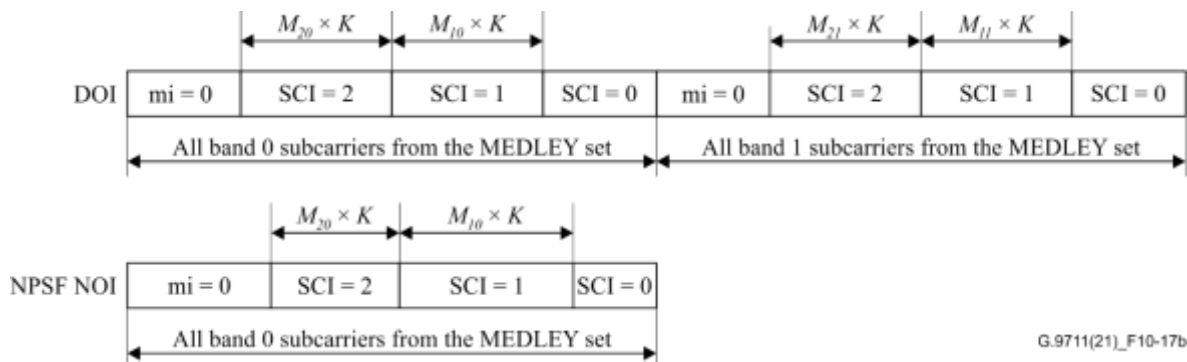 M₂₀ × K M₁₀ × K M₂₁ × K M₁₁ × K
DOI mi = 0 SCI = 2 SCI = 1 SCI = 0 mi = 0 SCI = 2 SCI = 1 SCI = 0
All band 0 subcarriers from the MEDLEY set All band 1 subcarriers from the MEDLEY set
M₂₀ × K M₁₀ × K
NPSF NOI mi = 0 SCI = 2 SCI = 1 SCI = 0
All band 0 subcarriers from the MEDLEY set
G.9711(21)_F10-17b